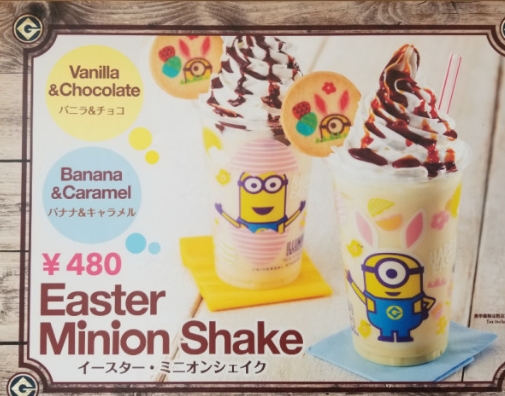 Vanilla
&Chocolate
バニラ&チョコ
Banana
&Caramel
バナナ&キャラメル
¥480
Easter
Minion Shake
イースター・ミニオンシェイク